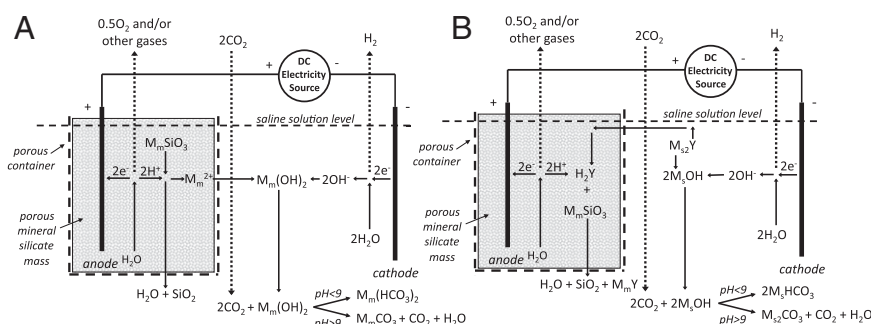 A
0.5O₂ and/or
other gases
2CO₂
H₂
+
DC
Electricity
Source
-
+
-
saline solution level
porous
container
MₘSiO₃
2e⁻
2H⁺
Mₘ²⁺
Mₘ(OH)₂
2OH⁻
2e⁻
porous
mineral
silicate
mass
2H₂O
anode
H₂O
cathode
H₂O + SiO₂
2CO₂ + Mₘ(OH)₂
pH<9
Mₘ(HCO₃)₂
pH>9
MₘCO₃ + CO₂ + H₂O
B
0.5O₂ and/or
other gases
2CO₂
H₂
+
DC
Electricity
Source
-
+
-
saline solution level
porous
container
Mₛ₂Y
2e⁻
2H⁺
H₂Y
2MₛOH
2OH⁻
2e⁻
+
MₘSiO₃
porous
mineral
silicate
mass
2H₂O
anode
H₂O
cathode
H₂O + SiO₂ + MₘY
2CO₂ + 2MₛOH
pH<9
2MₛHCO₃
pH>9
Mₛ₂CO₃ + CO₂ + H₂O